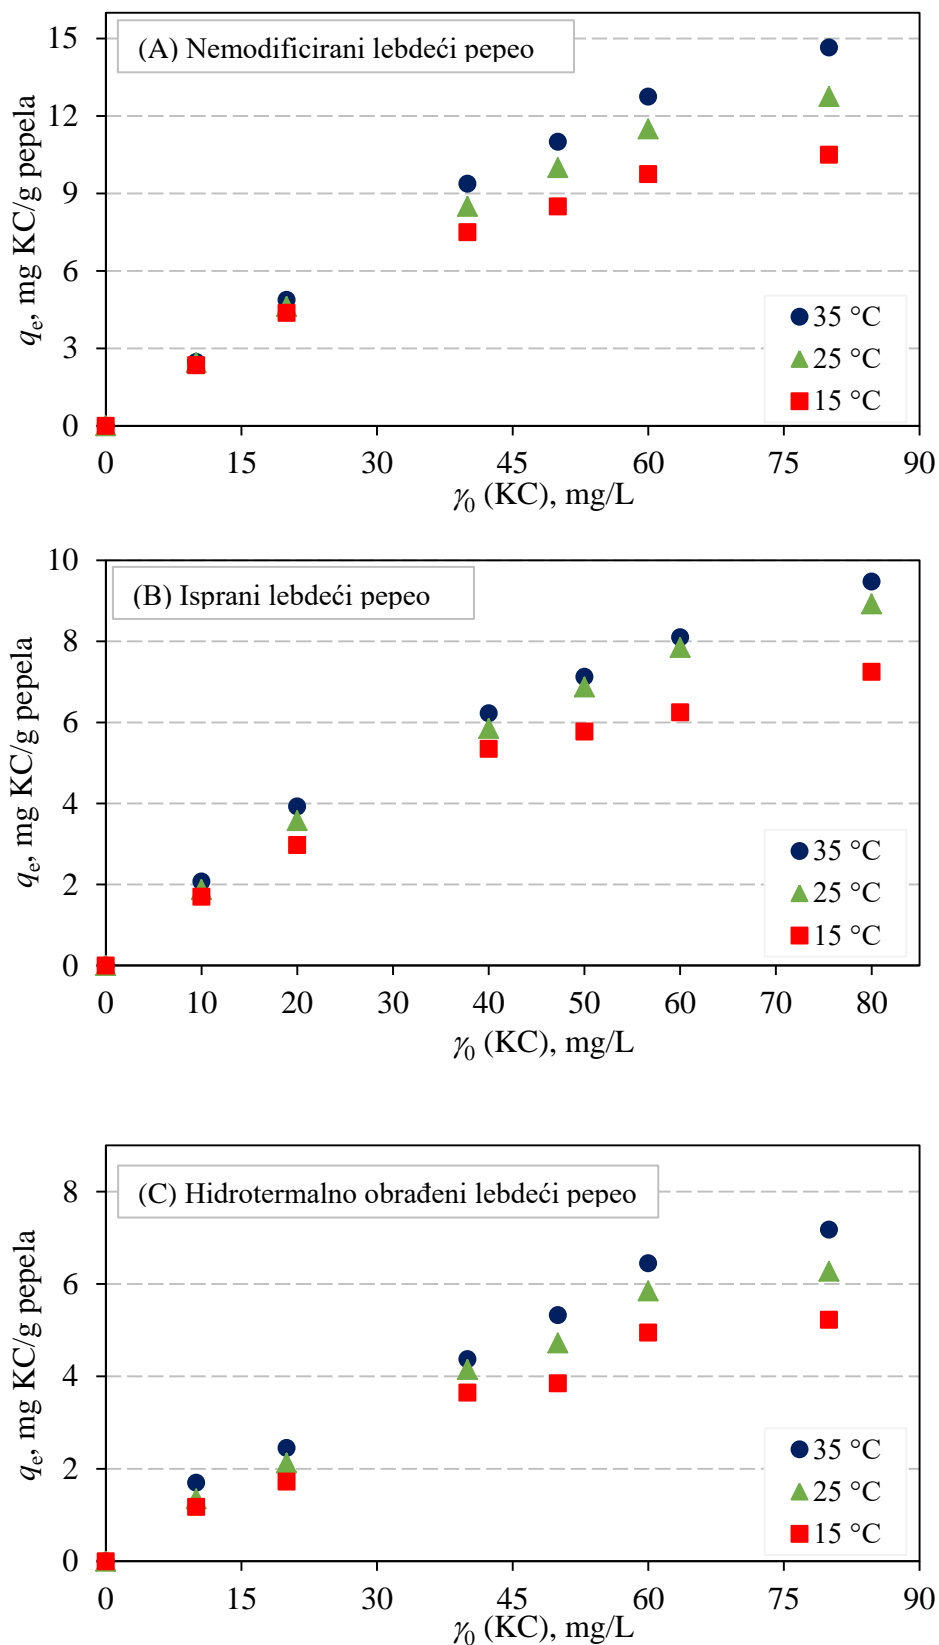 (A) Nemodificirani lebdeći pepeo
15
12
9
6
3
0
qe, mg KC/g pepela
35 °C
25 °C
15 °C
0 15 30 45 60 75 90
γ0 (KC), mg/L
(B) Isprani lebdeći pepeo
10
8
6
4
2
0
qe, mg KC/g pepela
35 °C
25 °C
15 °C
0 10 20 30 40 50 60 70 80
γ0 (KC), mg/L
(C) Hidrotermalno obrađeni lebdeći pepeo
8
6
4
2
0
qe, mg KC/g pepela
35 °C
25 °C
15 °C
0 15 30 45 60 75 90
γ0 (KC), mg/L